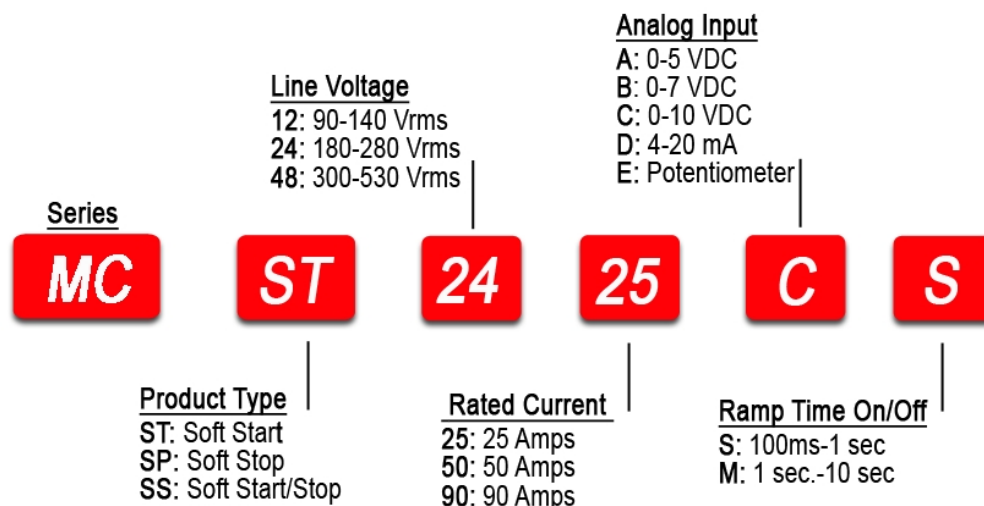 Analog Input
A: 0-5 VDC
B: 0-7 VDC
C: 0-10 VDC
D: 4-20 mA
E: Potentiometer
Line Voltage
12: 90-140 Vrms
24: 180-280 Vrms
48: 300-530 Vrms
Series
MC ST 24 25 C S
Product Type
ST: Soft Start
SP: Soft Stop
SS: Soft Start/Stop
Rated Current
25: 25 Amps
50: 50 Amps
90: 90 Amps
Ramp Time On/Off
S: 100ms-1 sec
M: 1 sec.-10 sec